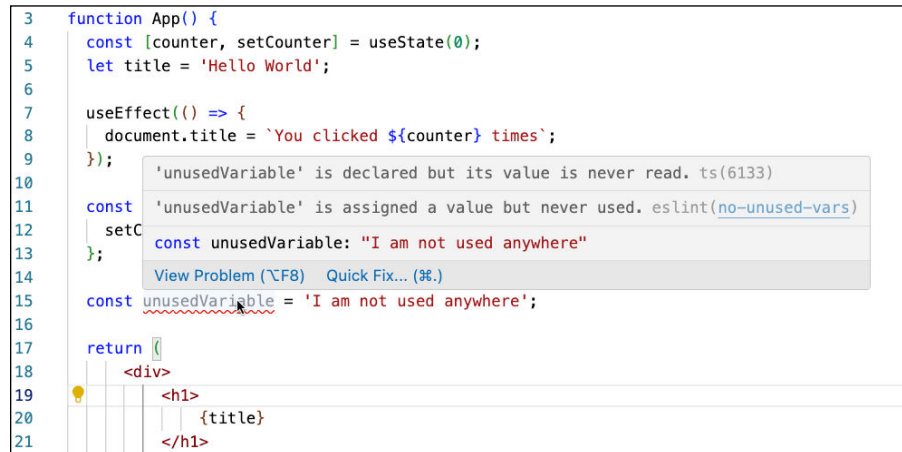 3 function App() {
4 const [counter, setCounter] = useState(0);
5 let title = 'Hello World';
6
7 useEffect(() => {
8 document.title = `You clicked ${counter} times`;
9 });
10
'unusedVariable' is declared but its value is never read. ts(6133)
11 const
'unusedVariable' is assigned a value but never used. eslint(no-unused-vars)
12 setC
const unusedVariable: "I am not used anywhere"
13 };
14
View Problem (⌥F8) Quick Fix... (⌘.)
15 const unusedVariable = 'I am not used anywhere';
16
17 return (
18 <div>
19 <h1>
20 {title}
21 </h1>